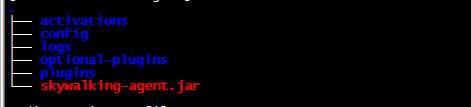 .
├── activations
├── config
├── logs
├── optional-plugins
├── plugins
└── skywalking-agent.jar